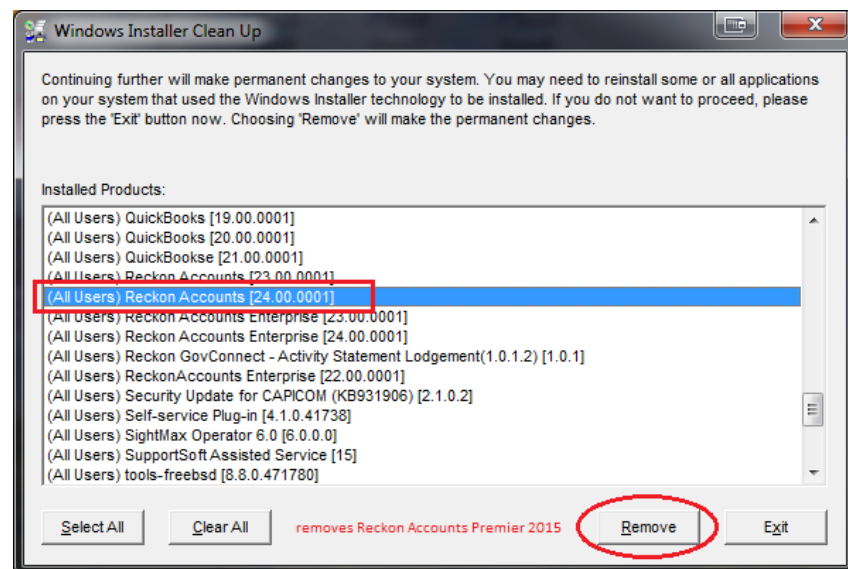 Windows Installer Clean Up
Continuing further will make permanent changes to your system. You may need to reinstall some or all applications
on your system that used the Windows Installer technology to be installed. If you do not want to proceed, please
press the 'Exit' button now. Choosing 'Remove' will make the permanent changes.
Installed Products:
(All Users) QuickBooks [19.00.0001]
(All Users) QuickBooks [20.00.0001]
(All Users) QuickBookse [21.00.0001]
(All Users) Reckon Accounts [23.00.0001]
(All Users) Reckon Accounts [24.00.0001]
(All Users) Reckon Accounts Enterprise [23.00.0001]
(All Users) Reckon Accounts Enterprise [24.00.0001]
(All Users) Reckon GovConnect - Activity Statement Lodgement(1.0.1.2) [1.0.1]
(All Users) ReckonAccounts Enterprise [22.00.0001]
(All Users) Security Update for CAPICOM (KB931906) [2.1.0.2]
(All Users) Self-service Plug-in [4.1.0.41738]
(All Users) SightMax Operator 6.0 [6.0.0.0]
(All Users) SupportSoft Assisted Service [15]
(All Users) tools-freebsd [8.8.0.471780]
Select All Clear All removes Reckon Accounts Premier 2015 Remove Exit